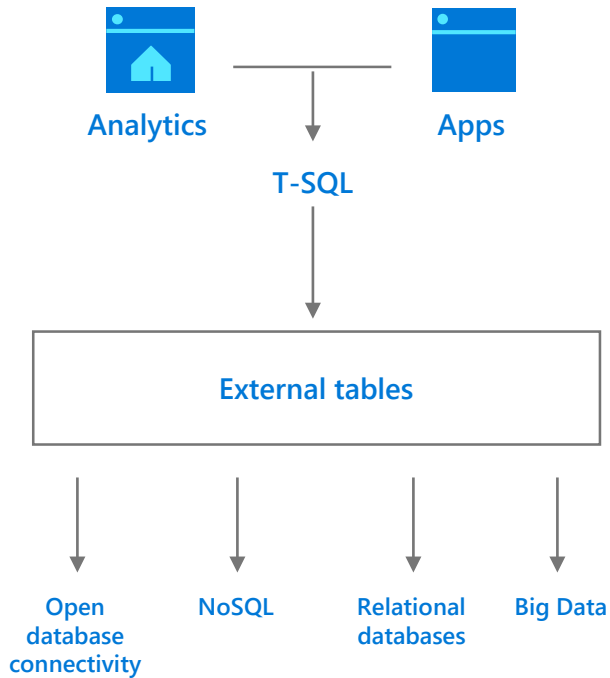 Analytics
Apps
T-SQL
External tables
Open
database
connectivity
NoSQL
Relational
databases
Big Data